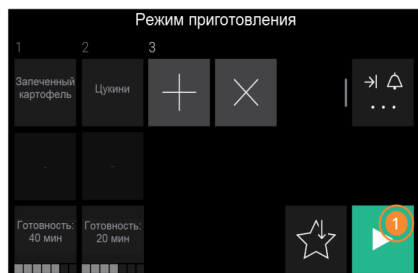 Режим приготовления
1 2 3
Запеченный
картофель
Цукини
-
-
Готовность:
40 мин
Готовность:
20 мин
1